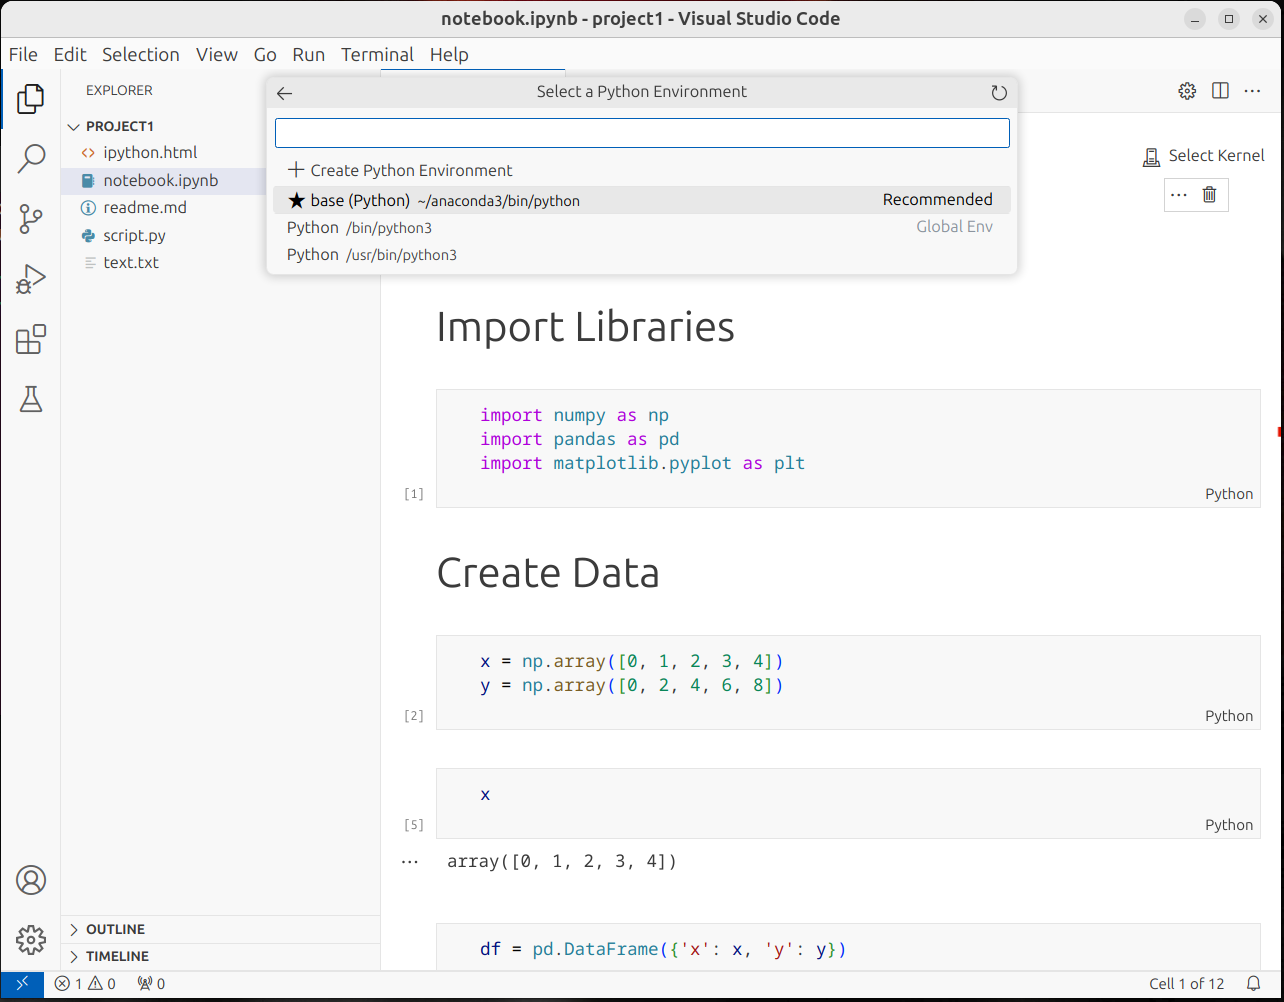 notebook.ipynb - project1 - Visual Studio Code
File Edit Selection View Go Run Terminal Help
EXPLORER
PROJECT1
ipython.html
notebook.ipynb
readme.md
script.py
text.txt
OUTLINE
TIMELINE
Select a Python Environment
Create Python Environment
base (Python) ~/anaconda3/bin/python Recommended
Python /bin/python3 Global Env
Python /usr/bin/python3
Select Kernel
Import Libraries
import numpy as np
import pandas as pd
import matplotlib.pyplot as plt
[1] Python
Create Data
x = np.array([0, 1, 2, 3, 4])
y = np.array([0, 2, 4, 6, 8])
[2] Python
x
[5] Python
array([0, 1, 2, 3, 4])
df = pd.DataFrame({'x': x, 'y': y})
1 0 0 Cell 1 of 12